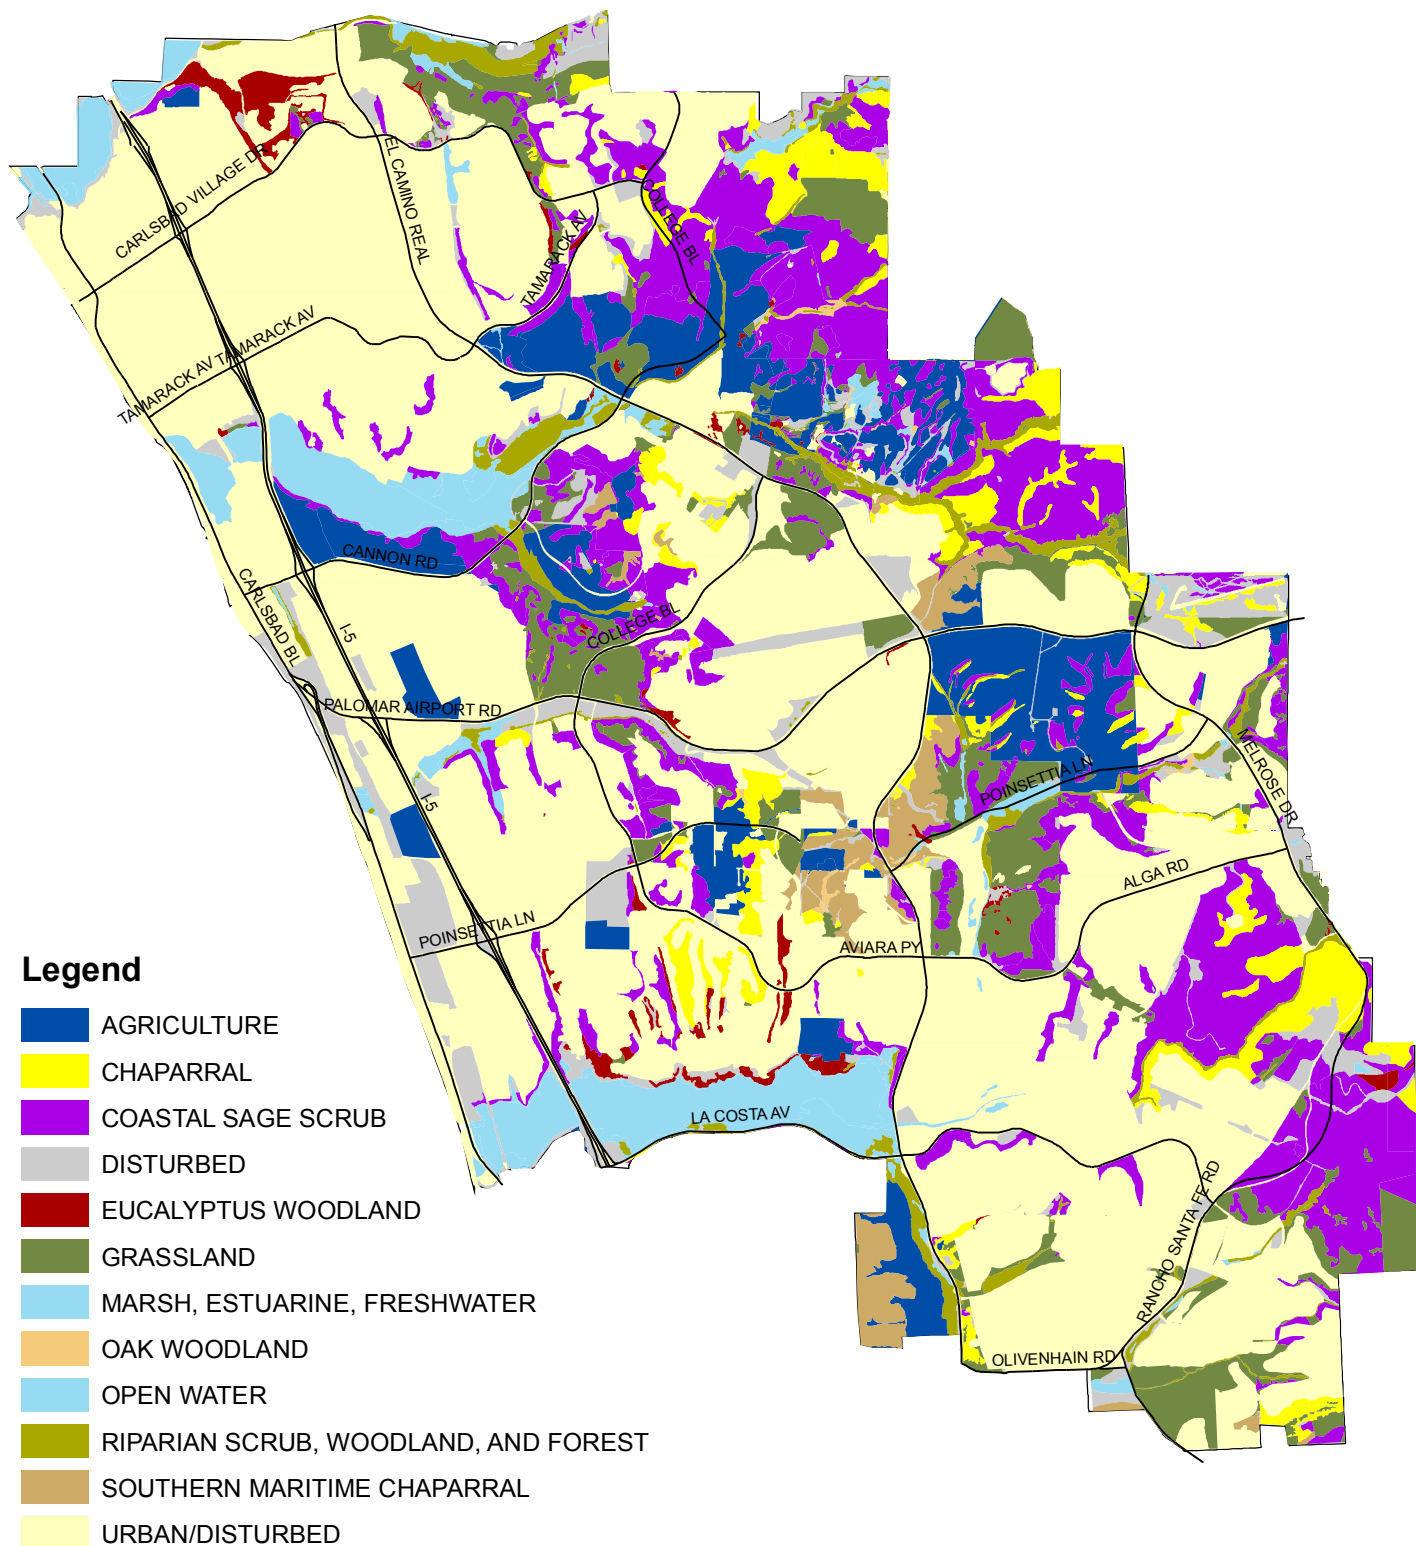 CARLSBAD VILLAGE DR
EL CAMINO REAL
COLLEGE BL
TAMARACK AV
TAMARACK AV
TAMARACK AV
CANNON RD
CARLSBAD BL
I-5
COLLEGE BL
PALOMAR AIRPORT RD
MELROSE DR
POINSETTIA LN
I-5
ALGA RD
POINSETTIA LN
AVIARA PY
LA COSTA AV
RANCHO SANTA FE RD
OLIVENHAIN RD
Legend
AGRICULTURE
CHAPARRAL
COASTAL SAGE SCRUB
DISTURBED
EUCALYPTUS WOODLAND
GRASSLAND
MARSH, ESTUARINE, FRESHWATER
OAK WOODLAND
OPEN WATER
RIPARIAN SCRUB, WOODLAND, AND FOREST
SOUTHERN MARITIME CHAPARRAL
URBAN/DISTURBED